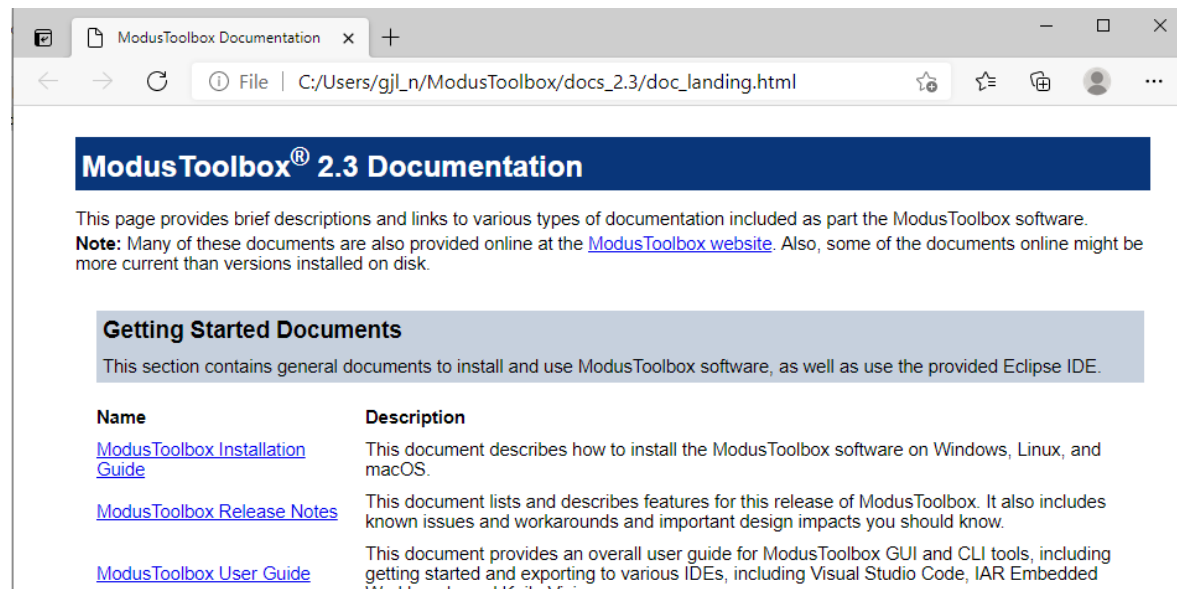 ModusToolbox Documentation
File | C:/Users/gjl_n/ModusToolbox/docs_2.3/doc_landing.html
ModusToolbox® 2.3 Documentation
This page provides brief descriptions and links to various types of documentation included as part the ModusToolbox software.
Note: Many of these documents are also provided online at the ModusToolbox website. Also, some of the documents online might be
more current than versions installed on disk.
Getting Started Documents
This section contains general documents to install and use ModusToolbox software, as well as use the provided Eclipse IDE.
Name Description
ModusToolbox Installation This document describes how to install the ModusToolbox software on Windows, Linux, and
Guide macOS.
ModusToolbox Release Notes This document lists and describes features for this release of ModusToolbox. It also includes
known issues and workarounds and important design impacts you should know.
This document provides an overall user guide for ModusToolbox GUI and CLI tools, including
ModusToolbox User Guide getting started and exporting to various IDEs, including Visual Studio Code, IAR Embedded